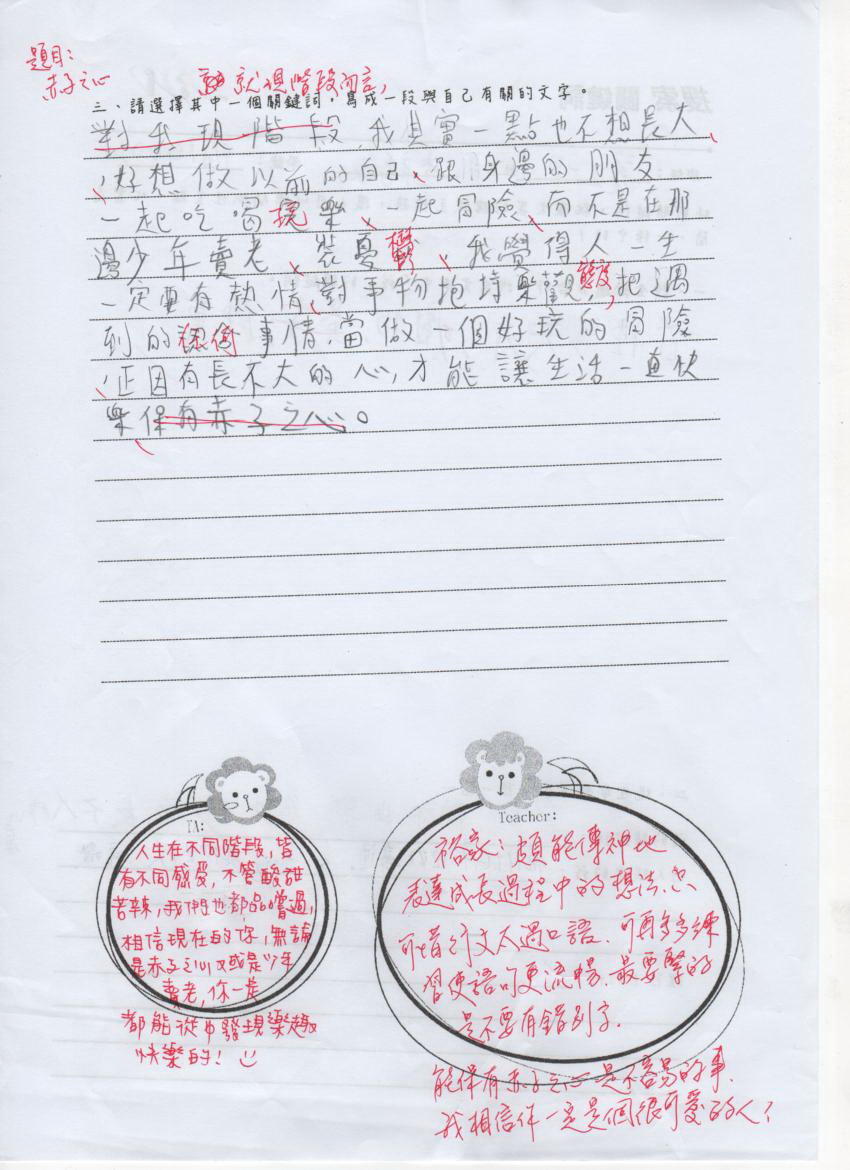 題目：
赤子之心
就現階段而言，
三、請選擇其中一個關鍵詞，寫成一段與自己有關的文字。
對我現階段，我其實一點也不想長大
，好想做以前的自己、跟身邊的朋友
一起吃喝玩樂、一起冒險、而不是在那
邊少年賣老、裝憂鬱、我覺得人一生
一定要有熱情，對事物抱持樂觀態度，把遇
到的事情，當做一個好玩的冒險
，正因有長不大的心，才能讓生活一直快
樂保有赤子之心。
TA:
人生在不同階段，皆
有不同感受，不管酸甜
苦辣，我們也都品嚐過，
相信現在的你，無論
是赤子之心又或是少年
賣老，你一定
都能從中發現樂趣
快樂的！
Teacher:
裕家：頗能傳神地
表達成長過程中的想法。只
可惜行文太過口語、可再多多練
習使語句更流暢、最要緊的
是不要有錯別字。
能保有赤子之心是不容易的事、
我相信你一定是個很可愛的人！